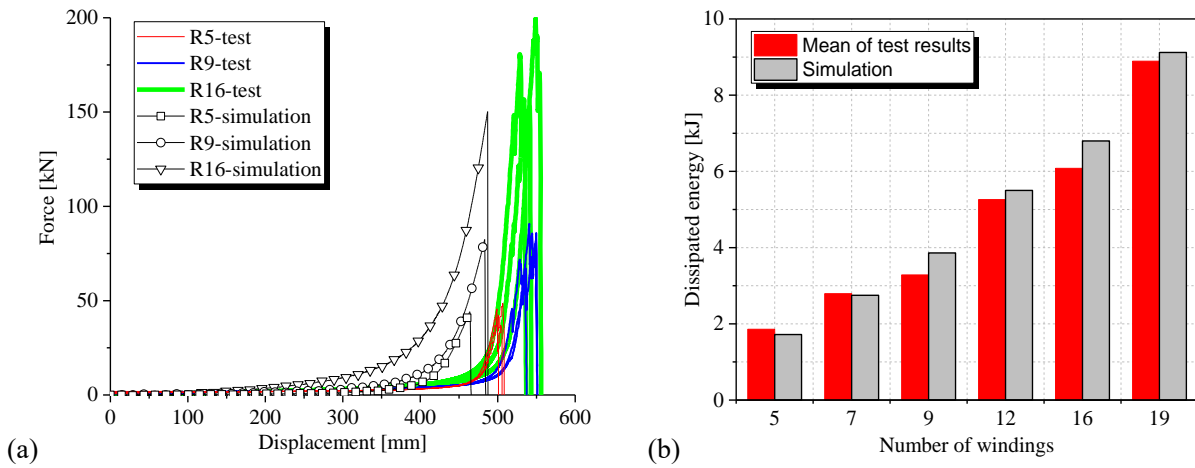 200
150
100
50
0
Force [kN]
R5-test
R9-test
R16-test
R5-simulation
R9-simulation
R16-simulation
0 100 200 300 400 500 600
Displacement [mm]
(a)
10
8
6
4
2
0
Dissipated energy [kJ]
Mean of test results
Simulation
5 7 9 12 16 19
Number of windings
(b)